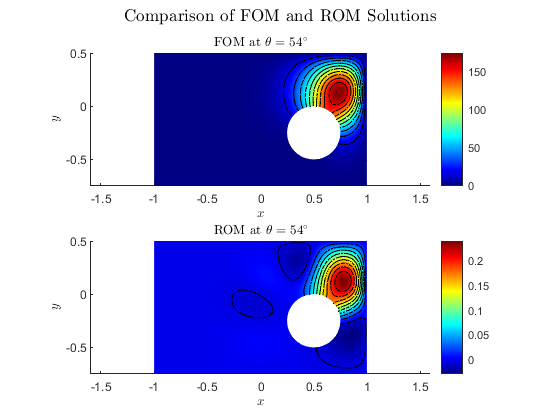 Comparison of FOM and ROM Solutions
FOM at θ = 54°
0.5
0
-0.5
y
-1.5 -1 -0.5 0 0.5 1 1.5
x
150
100
50
0
ROM at θ = 54°
0.5
0
-0.5
y
-1.5 -1 -0.5 0 0.5 1 1.5
x
0.2
0.15
0.1
0.05
0